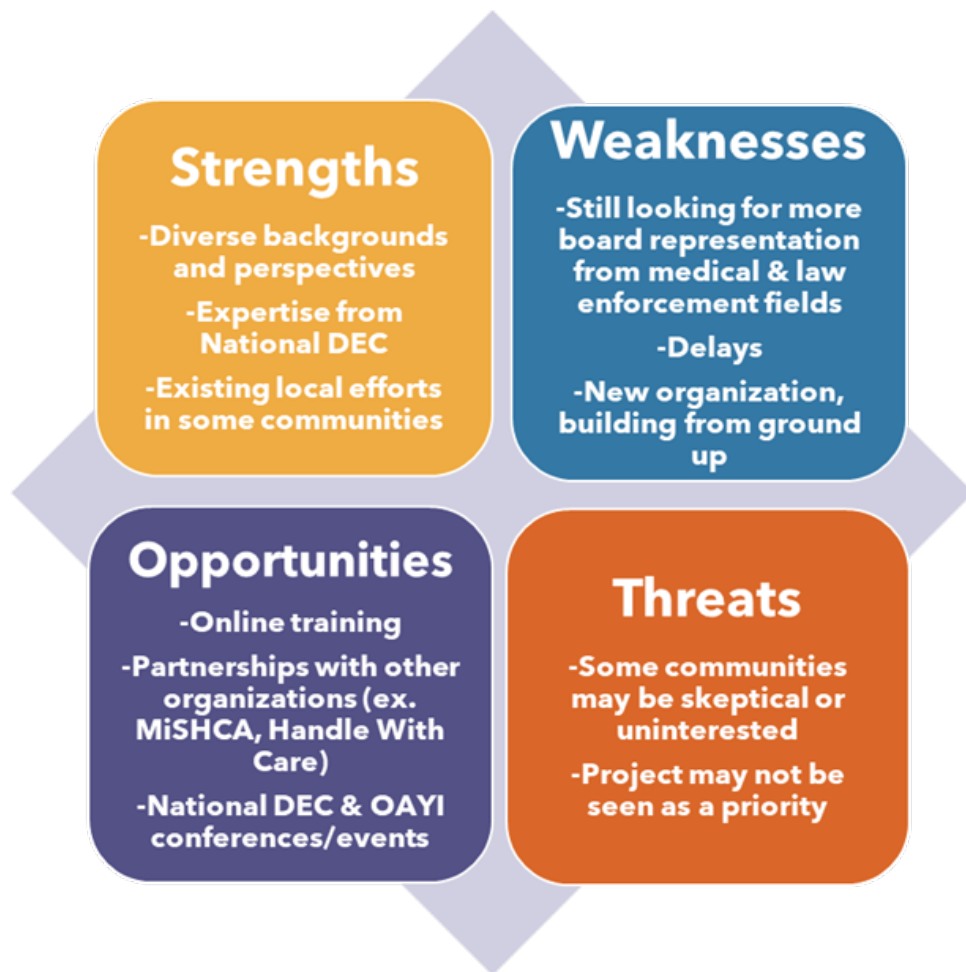 Strengths
-Diverse backgrounds
and perspectives
-Expertise from
National DEC
-Existing local efforts
in some communities
Weaknesses
-Still looking for more
board representation
from medical & law
enforcement fields
-Delays
-New organization,
building from ground
up
Opportunities
-Online training
-Partnerships with other
organizations (ex.
MiSHCA, Handle With
Care)
-National DEC & OAYI
conferences/events
Threats
-Some communities
may be skeptical or
uninterested
-Project may not be
seen as a priority